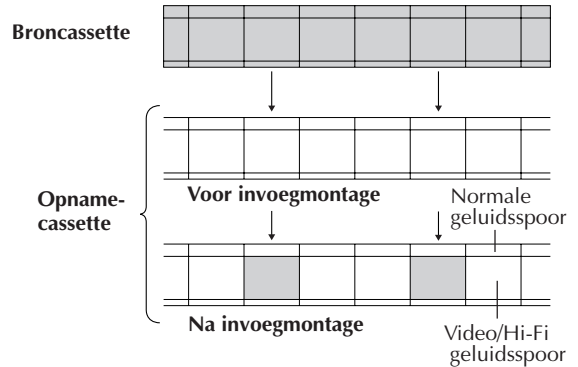 Broncassette
Opname-
cassette
Voor invoegmontage
Normale
geluidsspoor
Na invoegmontage
Video/Hi-Fi
geluidsspoor